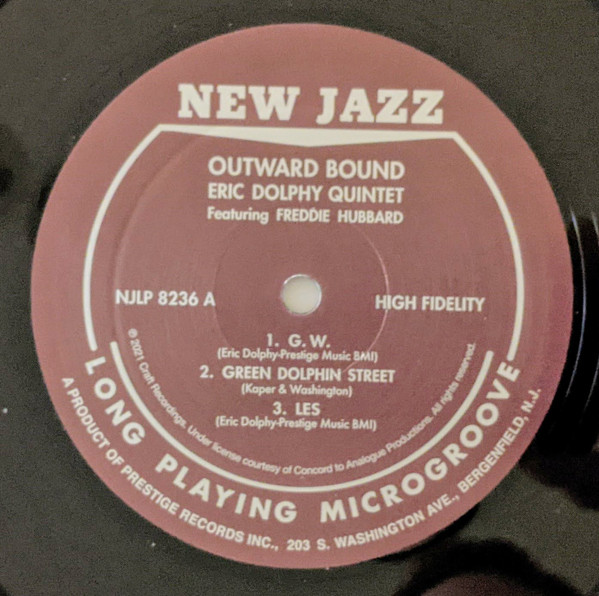 NEW JAZZ
OUTWARD BOUND
ERIC DOLPHY QUINTET
Featuring FREDDIE HUBBARD
NJLP 8236 A
HIGH FIDELITY
1. G. W.
(Eric Dolphy-Prestige Music BMI)
2. GREEN DOLPHIN STREET
(Kaper & Washington)
3. LES
(Eric Dolphy-Prestige Music BMI)
℗ 2021 Craft Recordings. Under license courtesy of Concord to Analogue Productions. All rights reserved.
LONG PLAYING MICROGROOVE
A PRODUCT OF PRESTIGE RECORDS INC., 203 S. WASHINGTON AVE., BERGENFIELD, N.J.